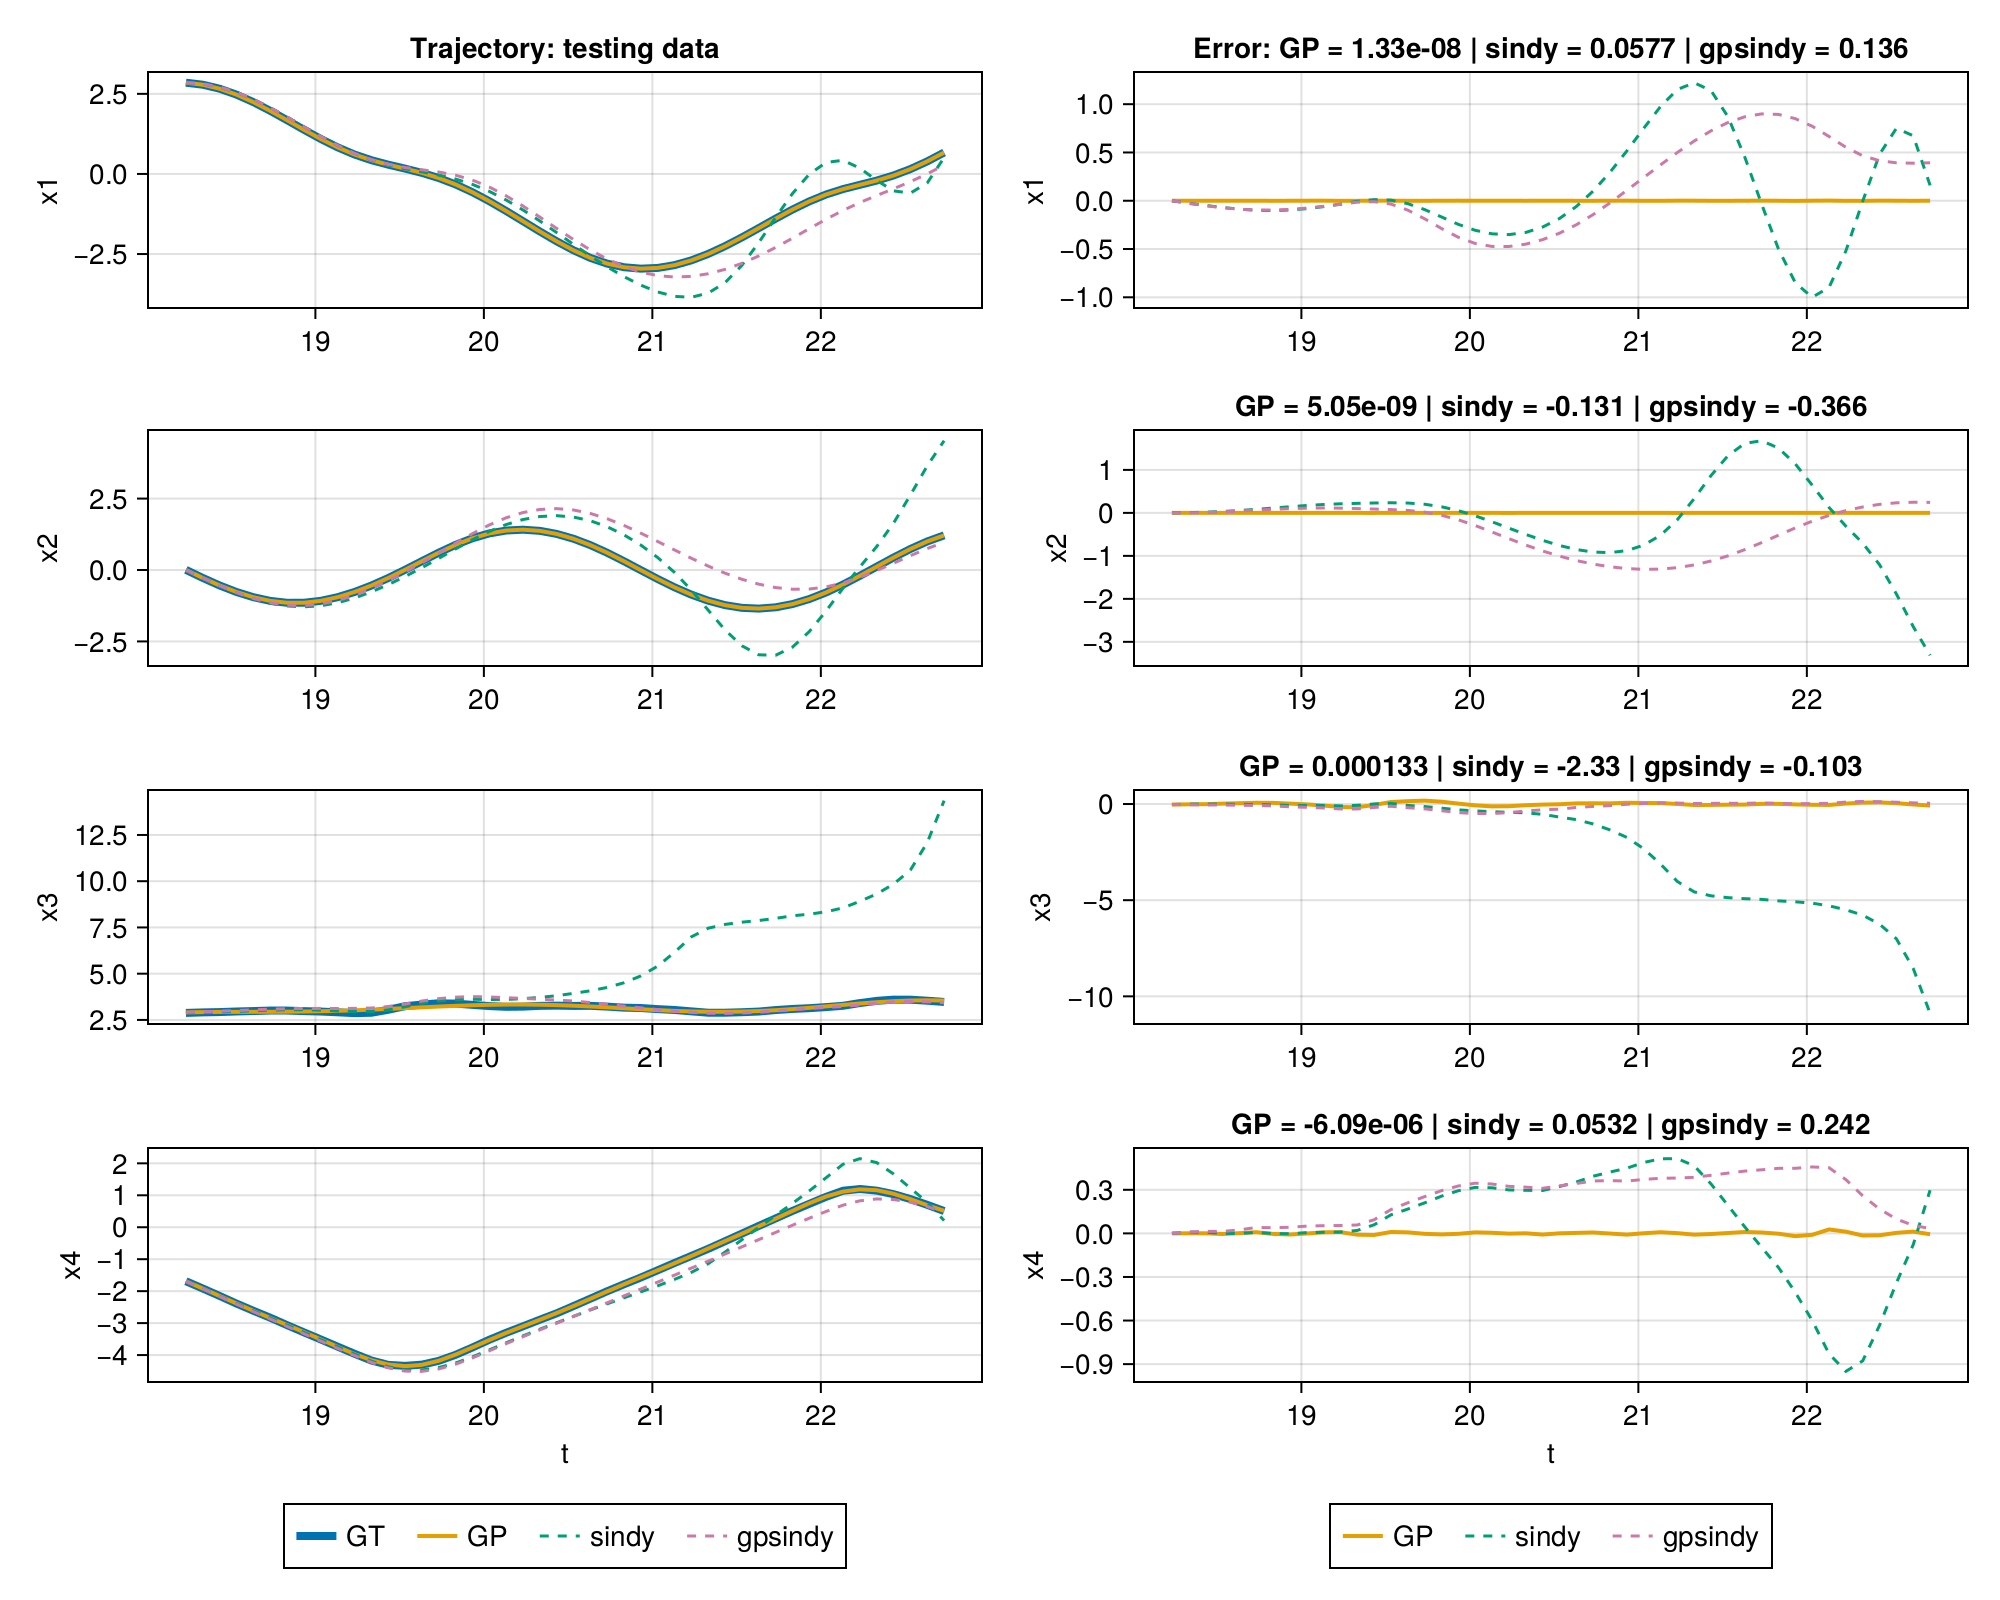 Trajectory: testing data
x1
2.5
0.0
−2.5
19 20 21 22
Error: GP = 1.33e-08 | sindy = 0.0577 | gpsindy = 0.136
x1
1.0
0.5
0.0
−0.5
−1.0
19 20 21 22
x2
2.5
0.0
−2.5
19 20 21 22
GP = 5.05e-09 | sindy = -0.131 | gpsindy = -0.366
x2
1
0
−1
−2
−3
19 20 21 22
x3
12.5
10.0
7.5
5.0
2.5
19 20 21 22
GP = 0.000133 | sindy = -2.33 | gpsindy = -0.103
x3
0
−5
−10
19 20 21 22
x4
2
1
0
−1
−2
−3
−4
19 20 21 22
t
GP = -6.09e-06 | sindy = 0.0532 | gpsindy = 0.242
x4
0.3
0.0
−0.3
−0.6
−0.9
19 20 21 22
t
GT GP sindy gpsindy
GP sindy gpsindy